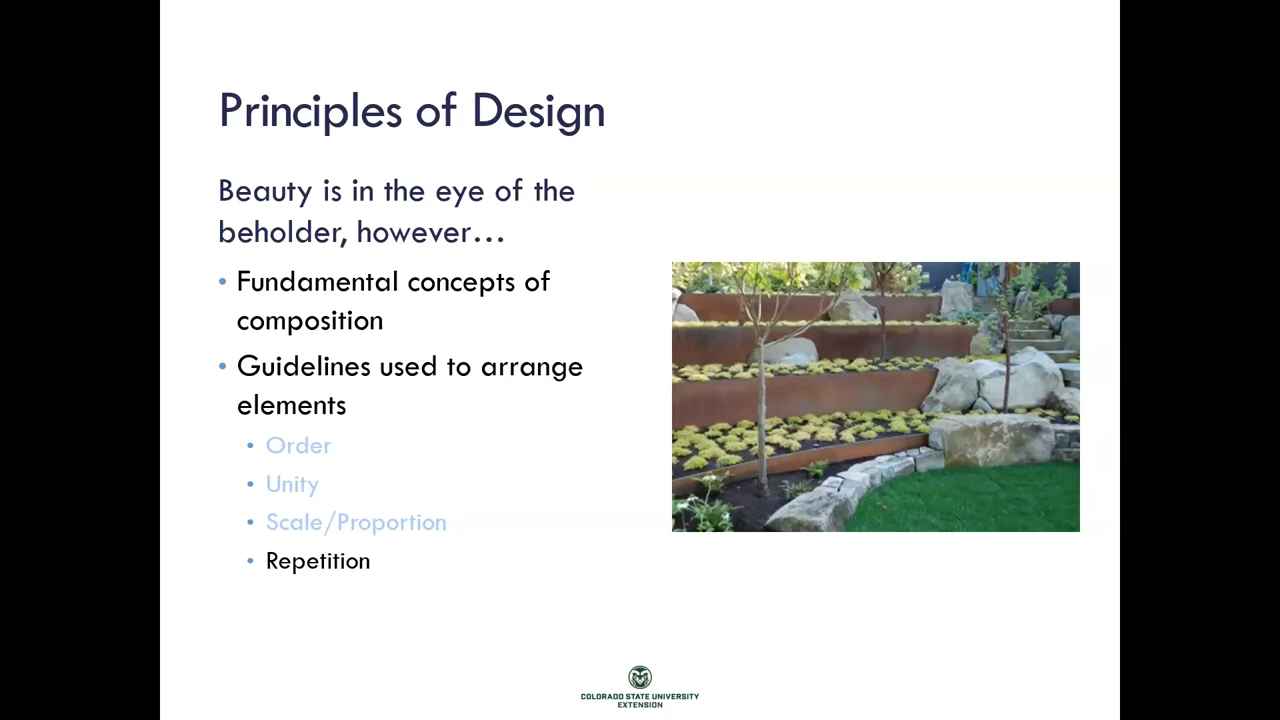 Principles of Design
Beauty is in the eye of the
beholder, however…
• Fundamental concepts of
composition
• Guidelines used to arrange
elements
• Order
• Unity
• Scale/Proportion
• Repetition
COLORADO STATE UNIVERSITY
EXTENSION